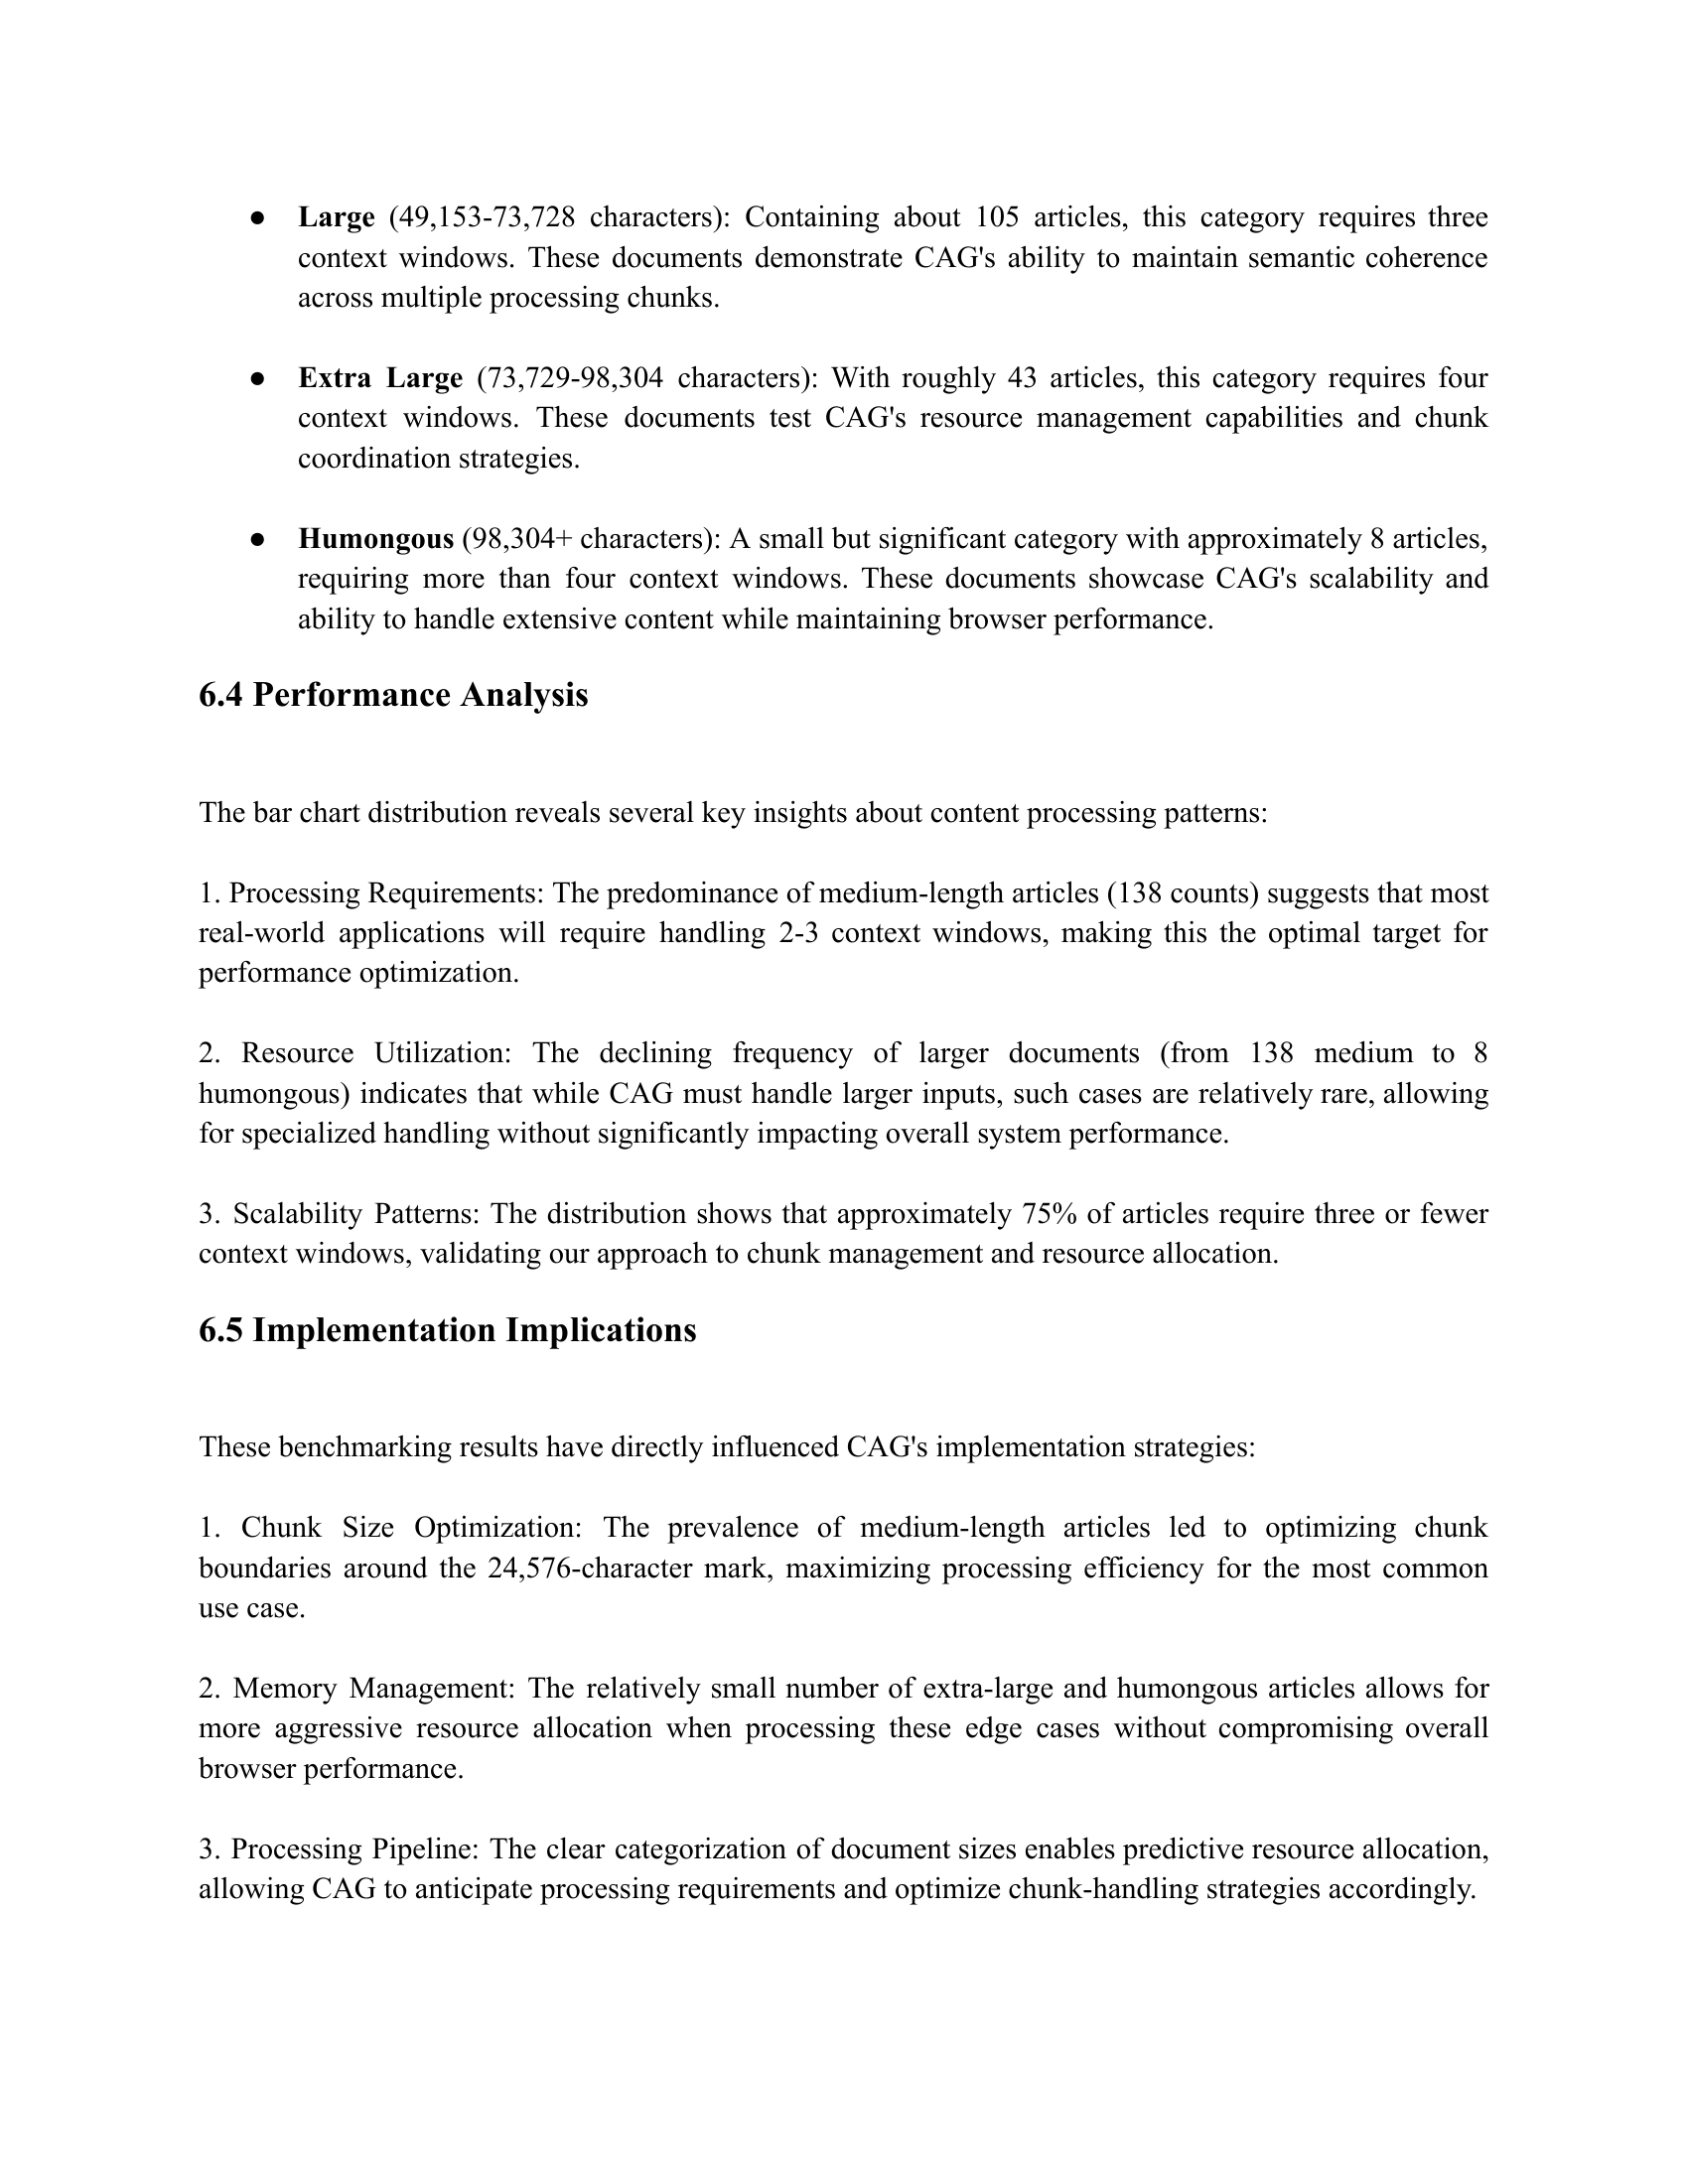 ● Large (49,153-73,728 characters): Containing about 105 articles, this category requires three
context windows. These documents demonstrate CAG's ability to maintain semantic coherence
across multiple processing chunks.
● Extra Large (73,729-98,304 characters): With roughly 43 articles, this category requires four
context windows. These documents test CAG's resource management capabilities and chunk
coordination strategies.
● Humongous (98,304+ characters): A small but significant category with approximately 8 articles,
requiring more than four context windows. These documents showcase CAG's scalability and
ability to handle extensive content while maintaining browser performance.
6.4 Performance Analysis
The bar chart distribution reveals several key insights about content processing patterns:
1. Processing Requirements: The predominance of medium-length articles (138 counts) suggests that most
real-world applications will require handling 2-3 context windows, making this the optimal target for
performance optimization.
2. Resource Utilization: The declining frequency of larger documents (from 138 medium to 8
humongous) indicates that while CAG must handle larger inputs, such cases are relatively rare, allowing
for specialized handling without significantly impacting overall system performance.
3. Scalability Patterns: The distribution shows that approximately 75% of articles require three or fewer
context windows, validating our approach to chunk management and resource allocation.
6.5 Implementation Implications
These benchmarking results have directly influenced CAG's implementation strategies:
1. Chunk Size Optimization: The prevalence of medium-length articles led to optimizing chunk
boundaries around the 24,576-character mark, maximizing processing efficiency for the most common
use case.
2. Memory Management: The relatively small number of extra-large and humongous articles allows for
more aggressive resource allocation when processing these edge cases without compromising overall
browser performance.
3. Processing Pipeline: The clear categorization of document sizes enables predictive resource allocation,
allowing CAG to anticipate processing requirements and optimize chunk-handling strategies accordingly.